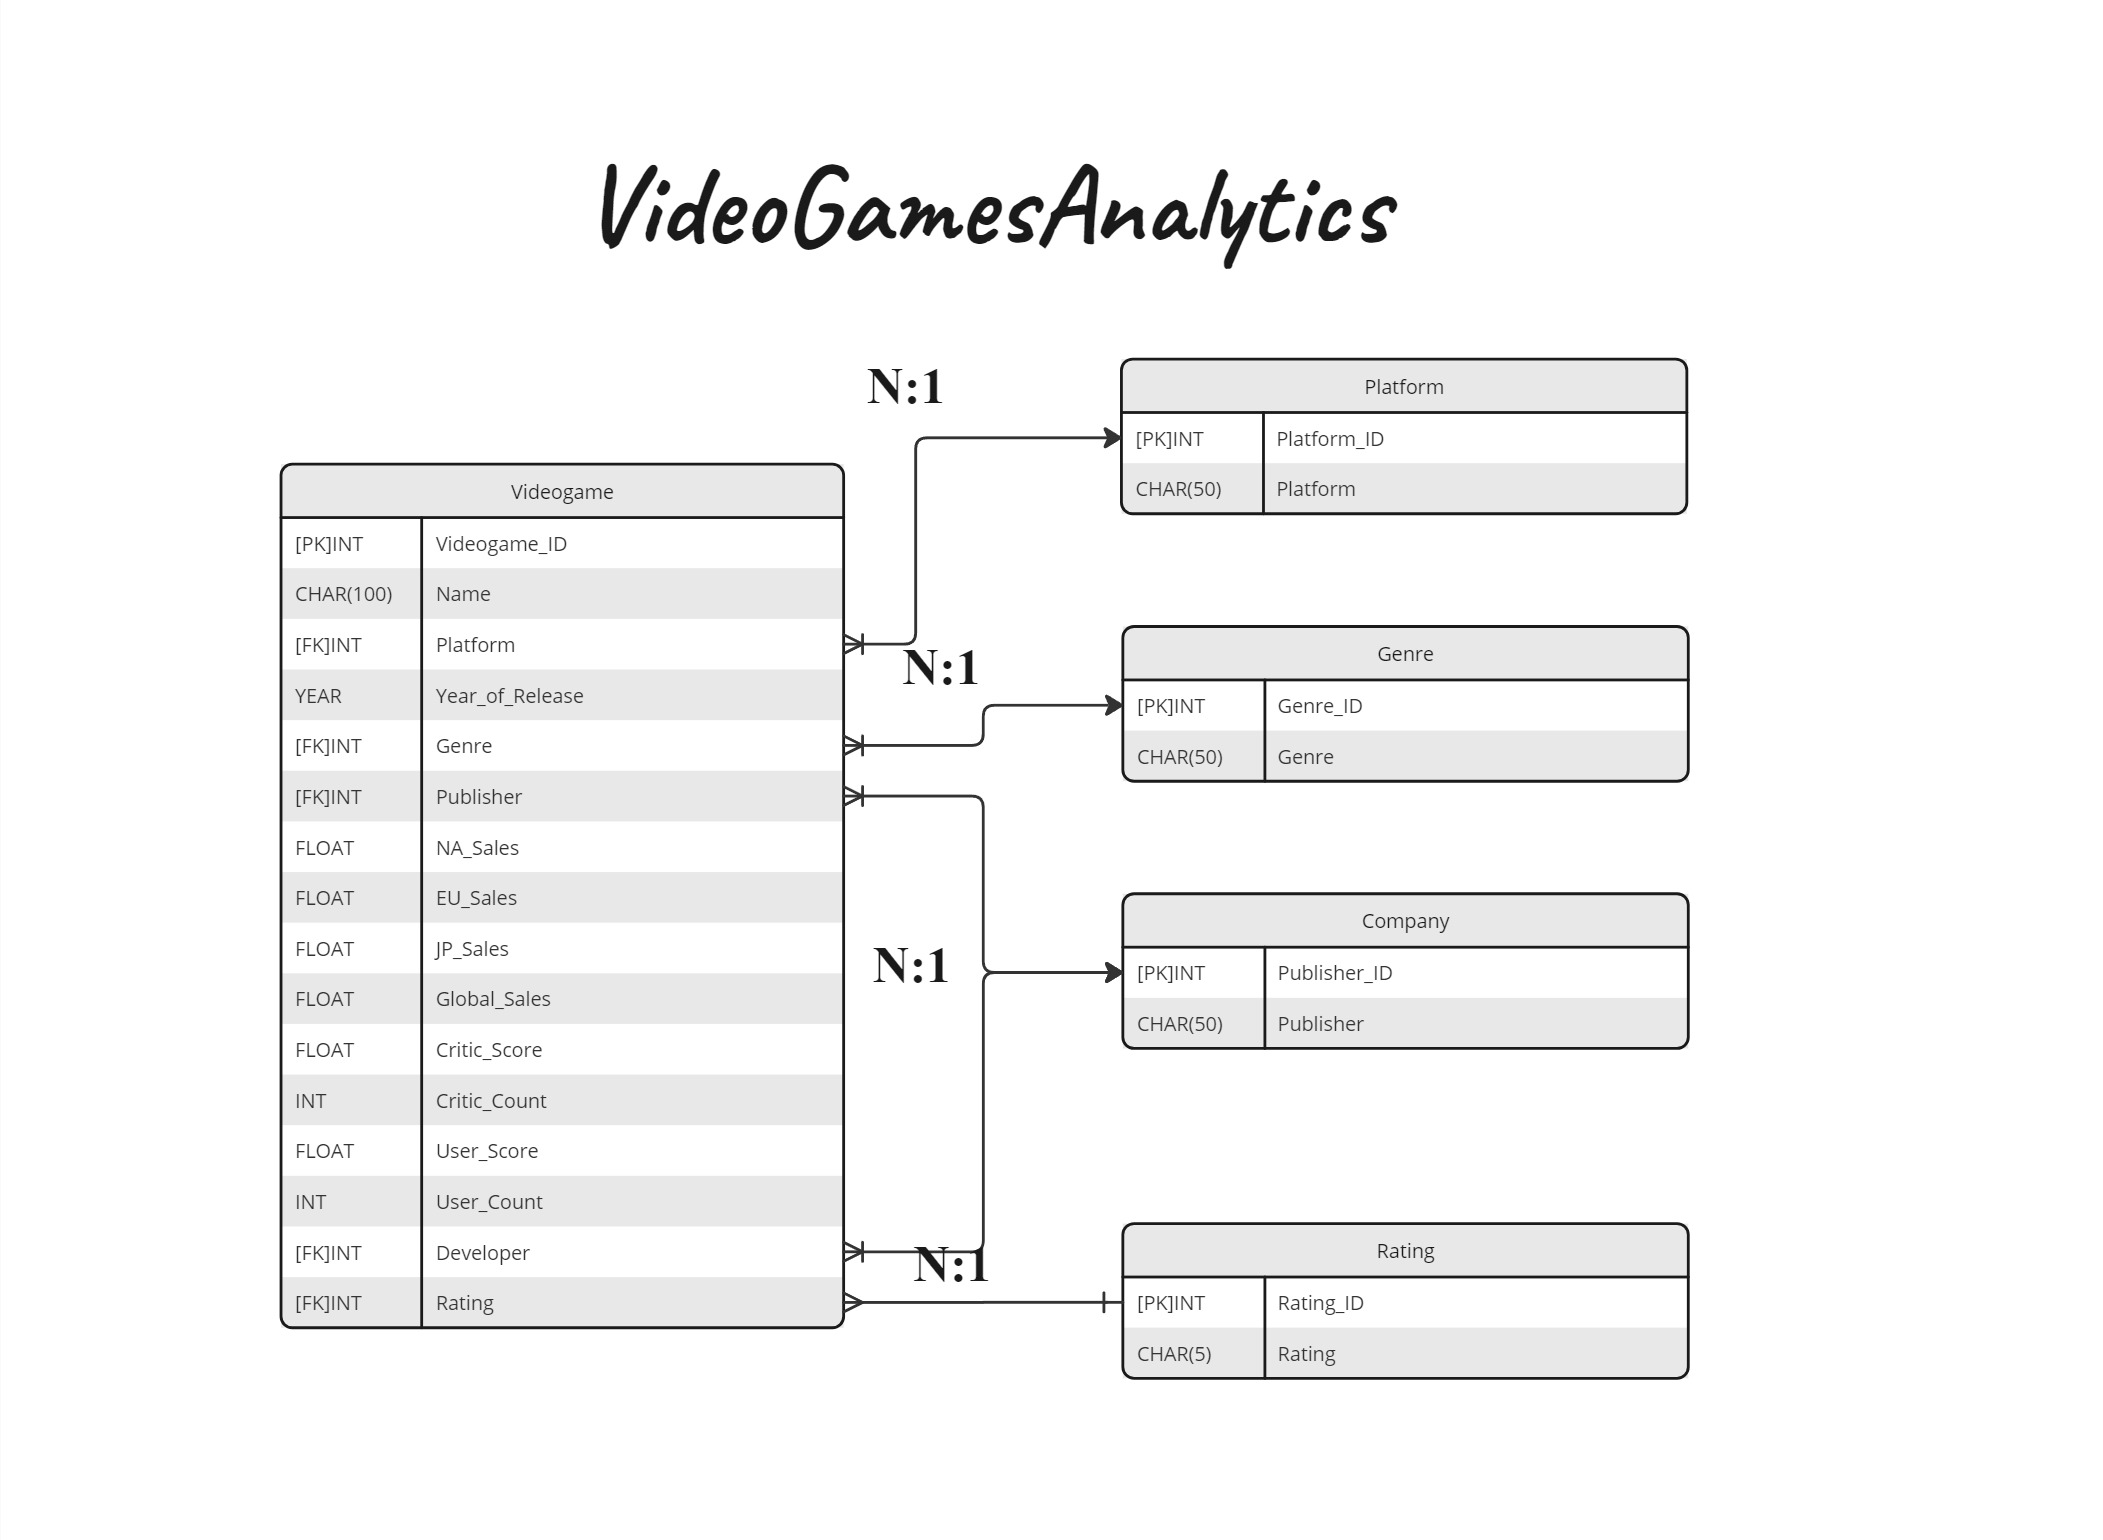 VideoGamesAnalytics
N:1
Platform
[PK]INT Platform_ID
CHAR(50) Platform
Videogame
[PK]INT Videogame_ID
CHAR(100) Name
[FK]INT Platform
YEAR Year_of_Release
[FK]INT Genre
[FK]INT Publisher
FLOAT NA_Sales
FLOAT EU_Sales
FLOAT JP_Sales
FLOAT Global_Sales
FLOAT Critic_Score
INT Critic_Count
FLOAT User_Score
INT User_Count
[FK]INT Developer
[FK]INT Rating
N:1
Genre
[PK]INT Genre_ID
CHAR(50) Genre
N:1
Company
[PK]INT Publisher_ID
CHAR(50) Publisher
N:1
Rating
[PK]INT Rating_ID
CHAR(5) Rating